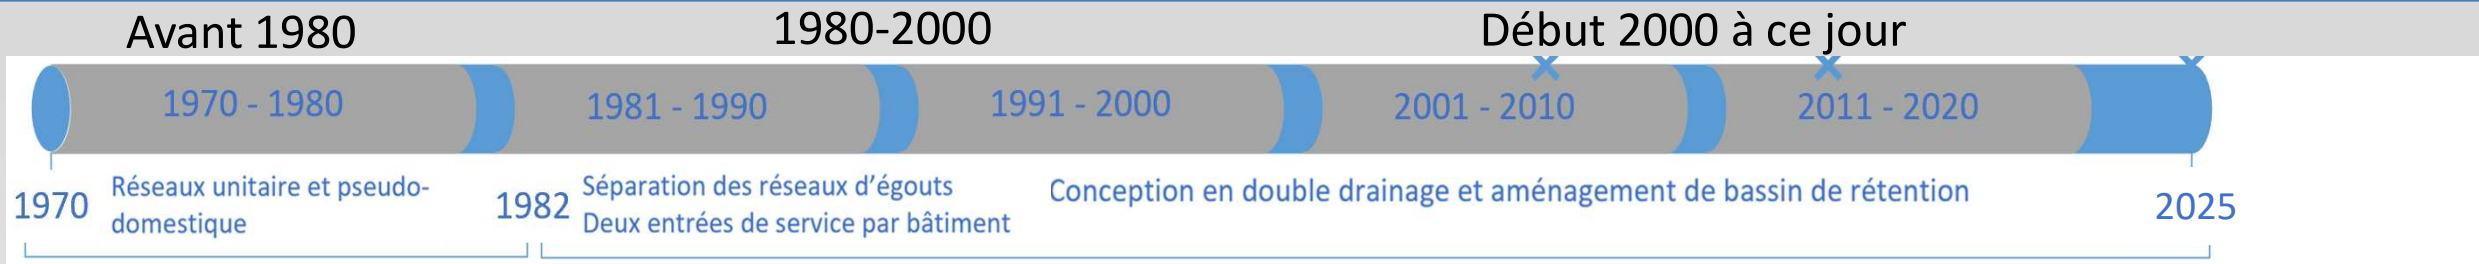 Avant 1980
1980-2000
Début 2000 à ce jour
1970 - 1980
1981 - 1990
1991 - 2000
2001 - 2010
2011 - 2020
1970
Réseaux unitaire et pseudo-
domestique
1982
Séparation des réseaux d’égouts
Deux entrées de service par bâtiment
Conception en double drainage et aménagement de bassin de rétention
2025